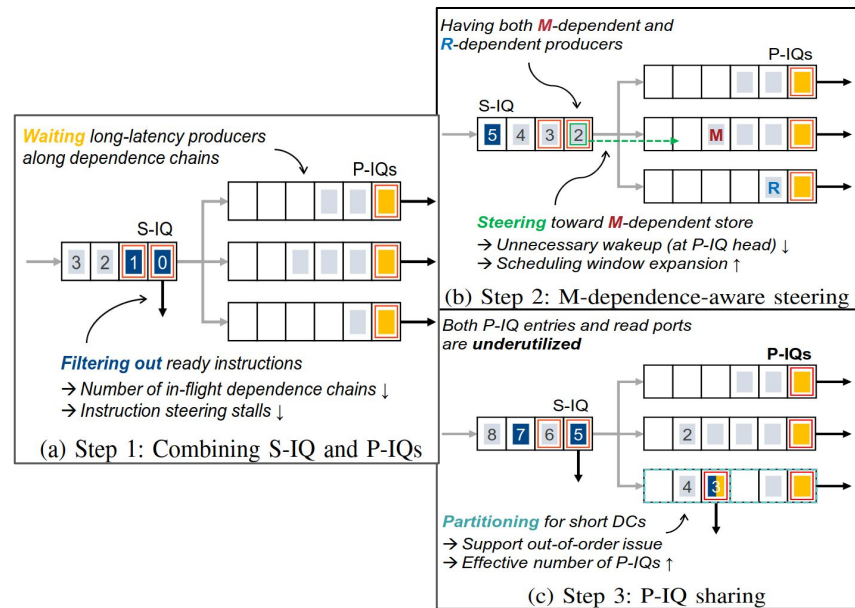 Waiting long-latency producers
along dependence chains
P-IQs
S-IQ
3 2 1 0
Filtering out ready instructions
→ Number of in-flight dependence chains ↓
→ Instruction steering stalls ↓
(a) Step 1: Combining S-IQ and P-IQs
Having both M-dependent and
R-dependent producers
P-IQs
S-IQ
5 4 3 2
M
R
Steering toward M-dependent store
→ Unnecessary wakeup (at P-IQ head) ↓
→ Scheduling window expansion ↑
(b) Step 2: M-dependence-aware steering
Both P-IQ entries and read ports
are underutilized
P-IQs
S-IQ
8 7 6 5
2
4 3
Partitioning for short DCs
→ Support out-of-order issue
→ Effective number of P-IQs ↑
(c) Step 3: P-IQ sharing